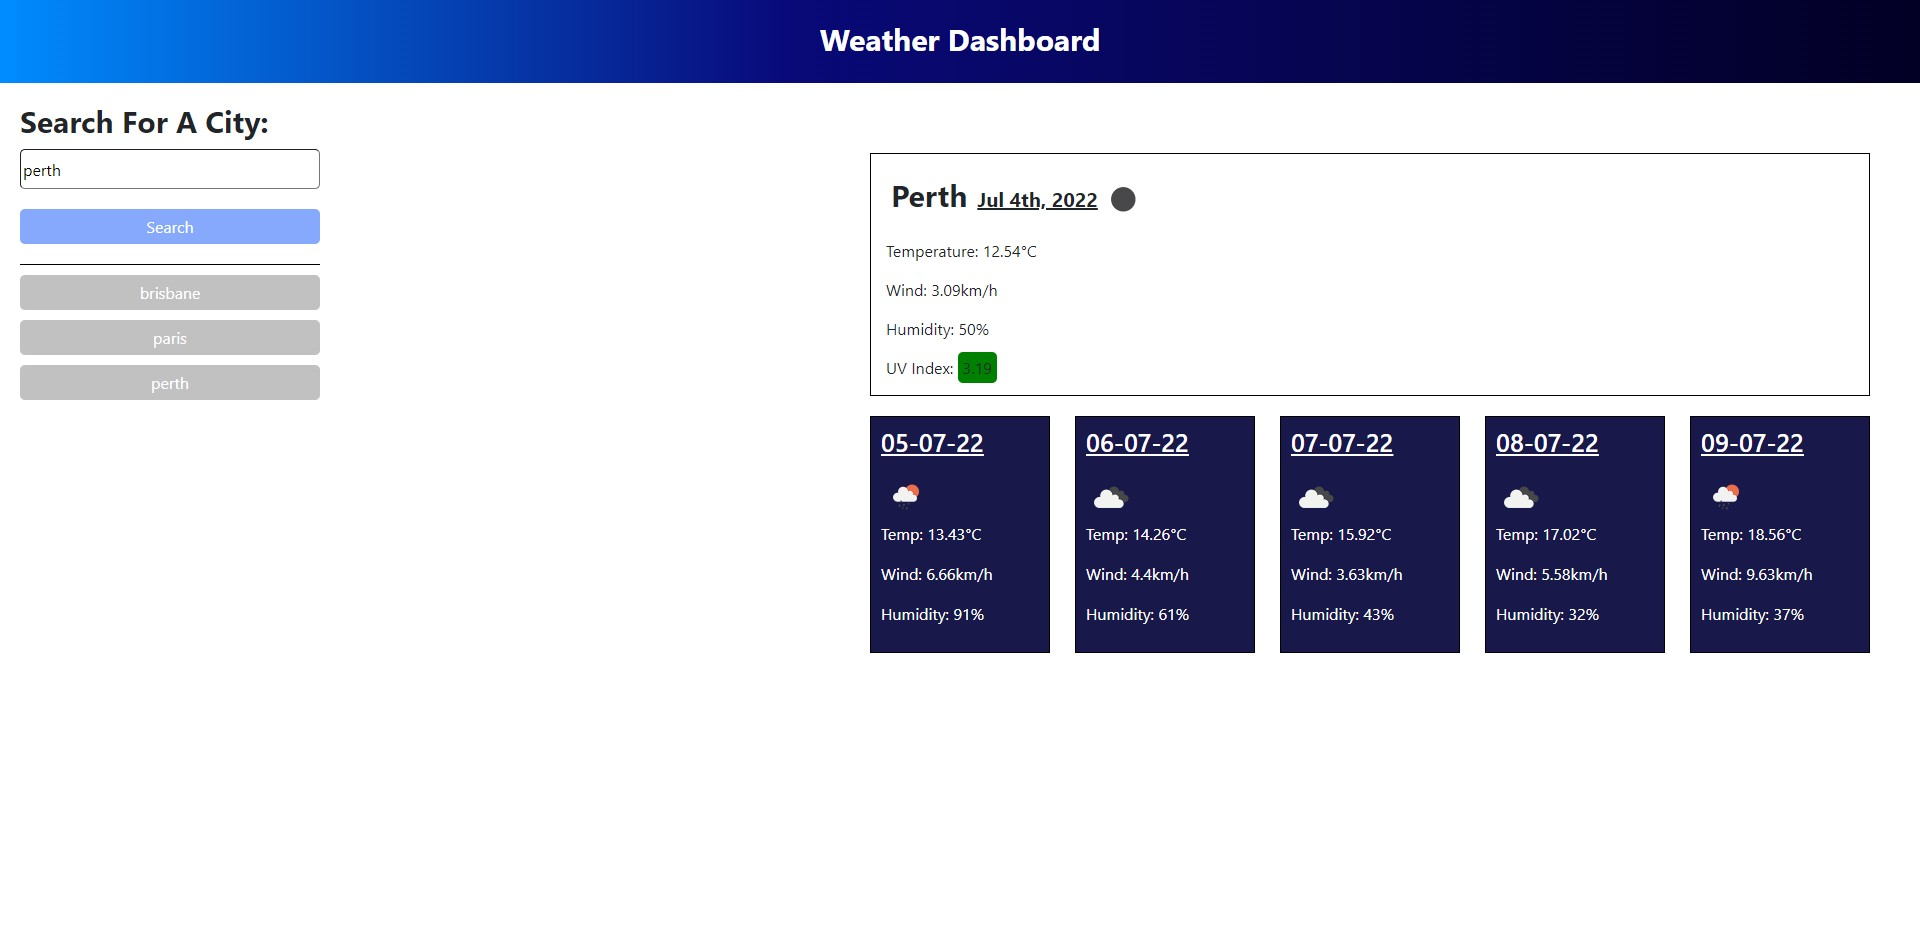 Weather Dashboard
Search For A City:
perth
Search
brisbane
paris
perth
Perth Jul 4th, 2022
Temperature: 12.54°C
Wind: 3.09km/h
Humidity: 50%
UV Index: 3.19
05-07-22
Temp: 13.43°C
Wind: 6.66km/h
Humidity: 91%
06-07-22
Temp: 14.26°C
Wind: 4.4km/h
Humidity: 61%
07-07-22
Temp: 15.92°C
Wind: 3.63km/h
Humidity: 43%
08-07-22
Temp: 17.02°C
Wind: 5.58km/h
Humidity: 32%
09-07-22
Temp: 18.56°C
Wind: 9.63km/h
Humidity: 37%